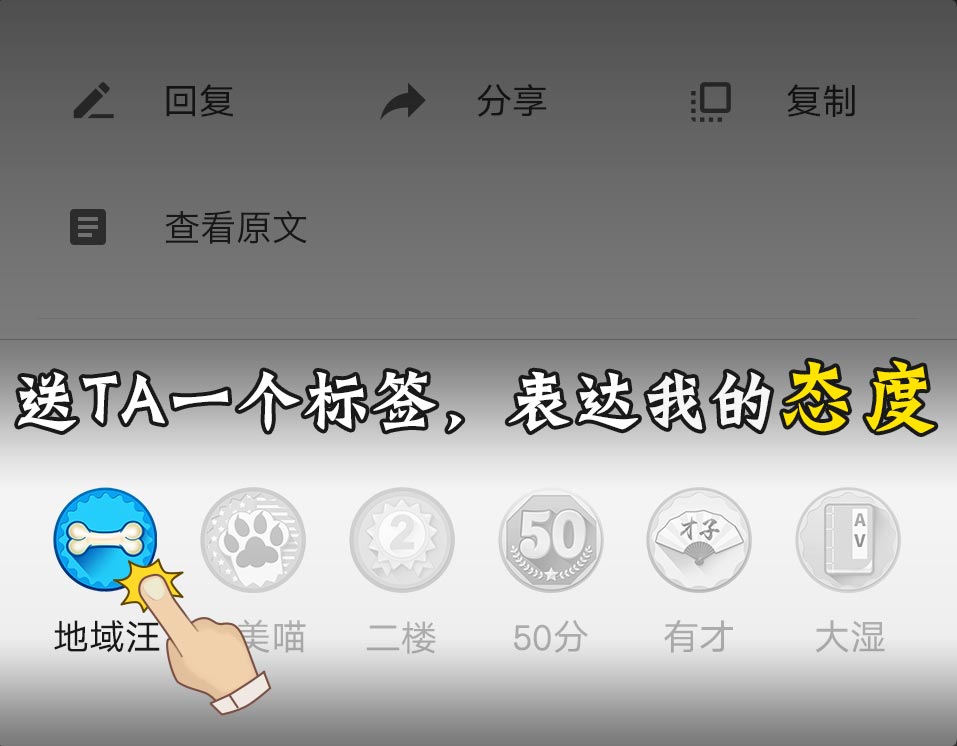 回复 分享 复制
查看原文
送TA一个标签，表达我的态度
2 50 才子 AV
地域汪 美喵 二楼 50分 有才 大湿